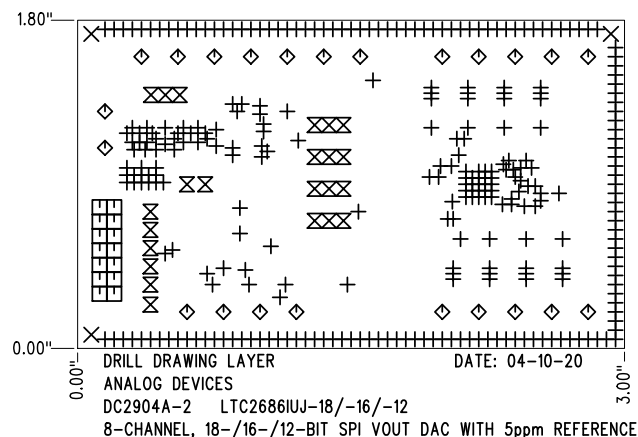 1.80"
0.00"
0.00"
3.00"
DRILL DRAWING LAYER DATE: 04-10-20
ANALOG DEVICES
DC2904A-2 LTC2686IUJ-18/-16/-12
8-CHANNEL, 18-/16-/12-BIT SPI VOUT DAC WITH 5ppm REFERENCE